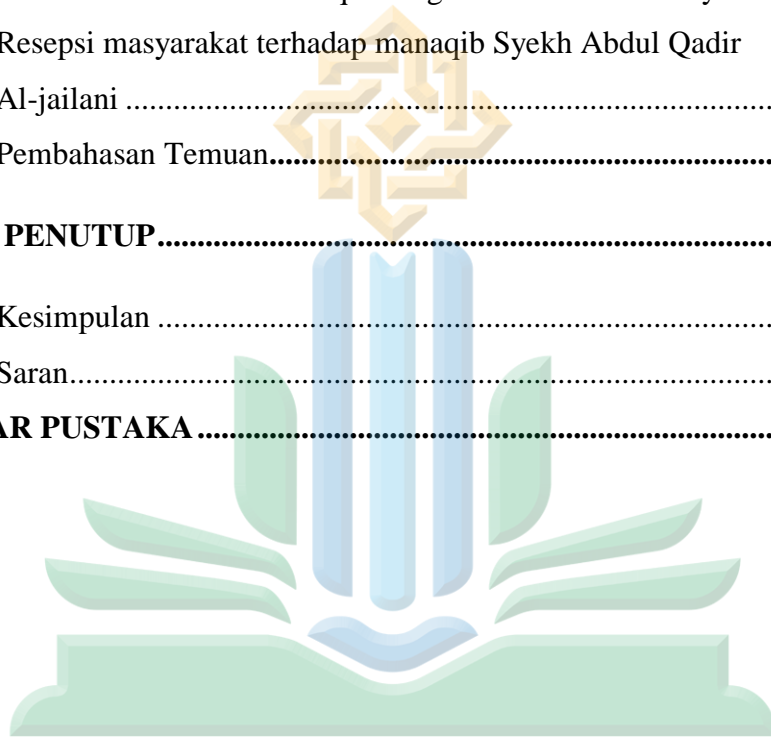 Resepsi masyarakat terhadap manaqib Syekh Abdul Qadir
Al-jailani ........................................................................................
Pembahasan Temuan..............................................................
PENUTUP.............................................................................
Kesimpulan .............................................................................
Saran........................................................................................
AR PUSTAKA ........................................................................